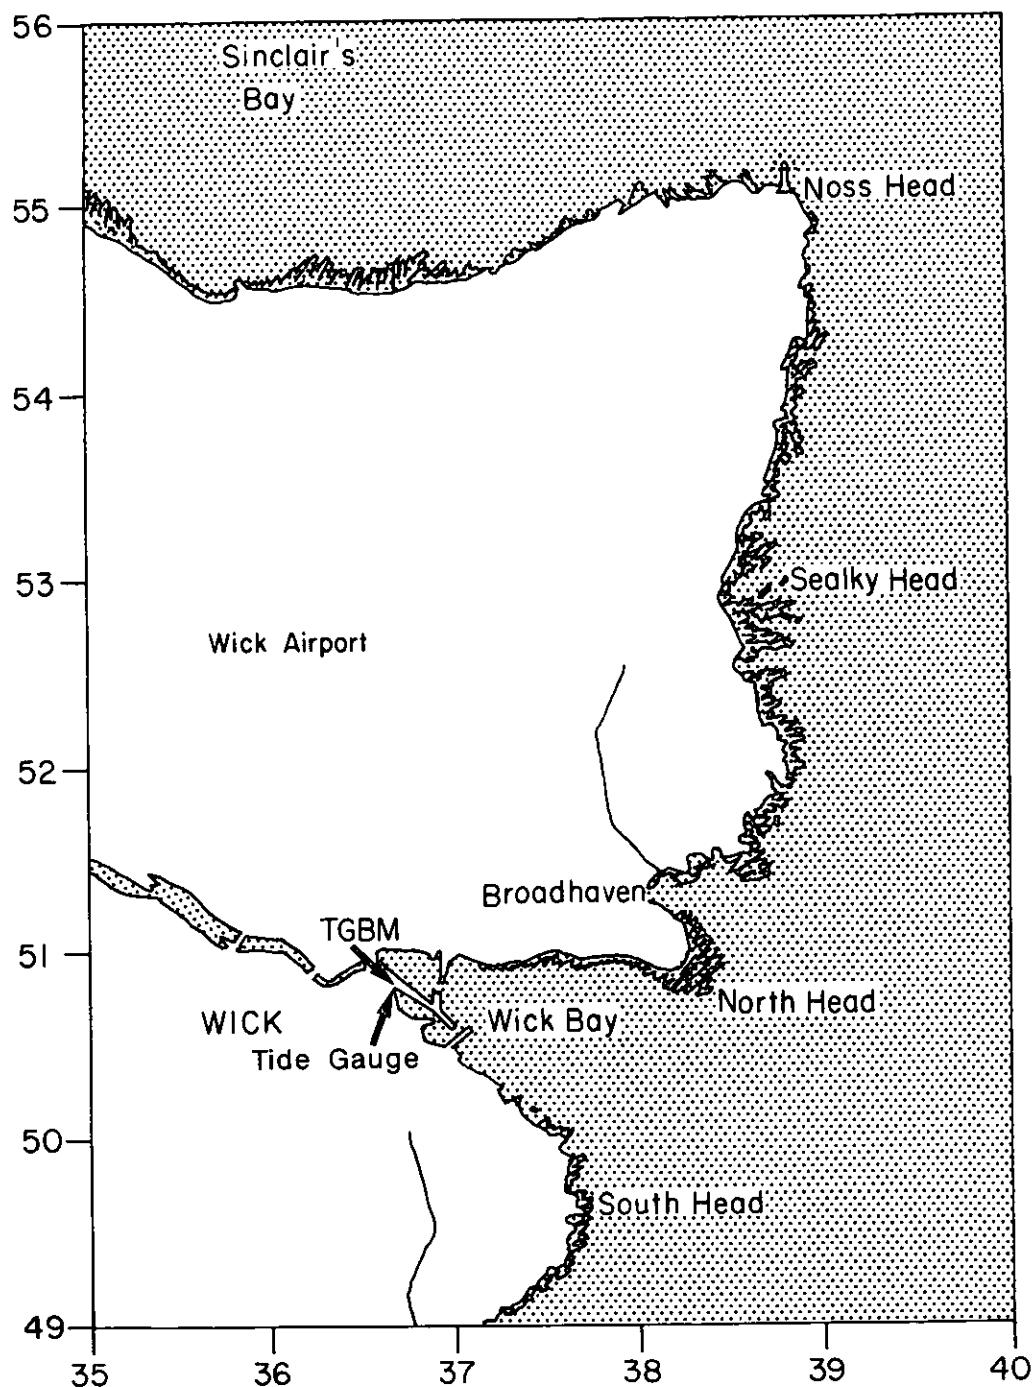 56
Sinclair's
Bay
Noss Head
55
54
Sealky Head
53
Wick Airport
52
Broadhaven
TGBM
51
North Head
WICK
Wick Bay
Tide Gauge
50
South Head
49
35
36
37
38
39
40